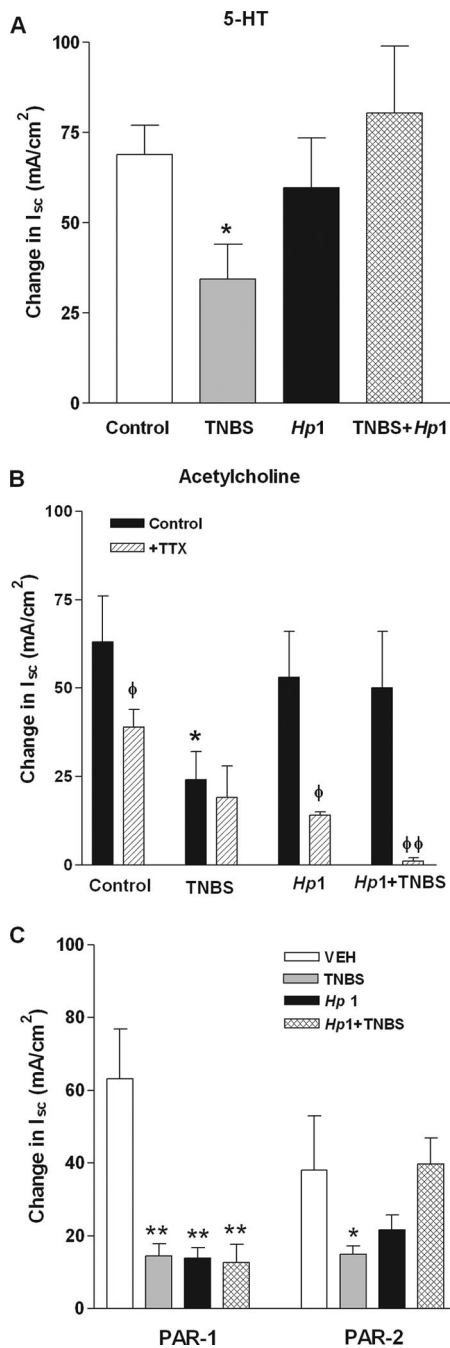 A
5-HT
Change in Isc (mA/cm²)
100
75
50
25
0
*
Control TNBS Hp1 TNBS+Hp1
B
Acetylcholine
Change in Isc (mA/cm²)
100
75
50
25
0
Control
+TTX
ϕ
*
ϕ
ϕϕ
Control TNBS Hp1 Hp1+TNBS
C
Change in Isc (mA/cm²)
100
80
60
40
20
0
VEH
TNBS
Hp 1
Hp1+TNBS
** ** **
*
PAR-1 PAR-2